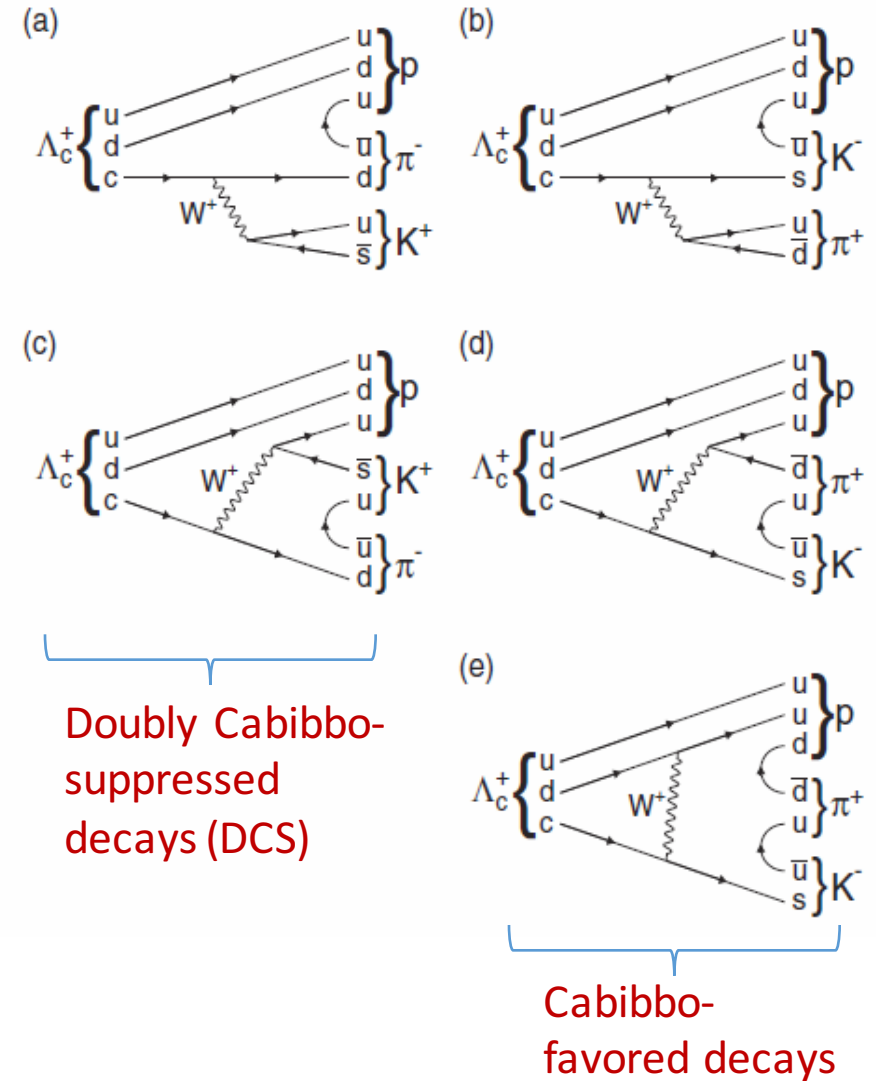 (a)
u
d } p
u
Λc+ { u d c
ū
d } π-
W+
u
s̄ } K+
(b)
u
d } p
u
Λc+ { u d c
ū
s } K-
W+
u
d̄ } π+
(c)
u
d } p
u
Λc+ { u d c
W+
s̄
u } K+
ū
d } π-
(d)
u
d } p
u
Λc+ { u d c
W+
d̄
u } π+
ū
s } K-
Doubly Cabibbo-
suppressed
decays (DCS)
(e)
u
u } p
d
Λc+ { u d c
W+
d̄
u } π+
ū
s } K-
Cabibbo-
favored decays